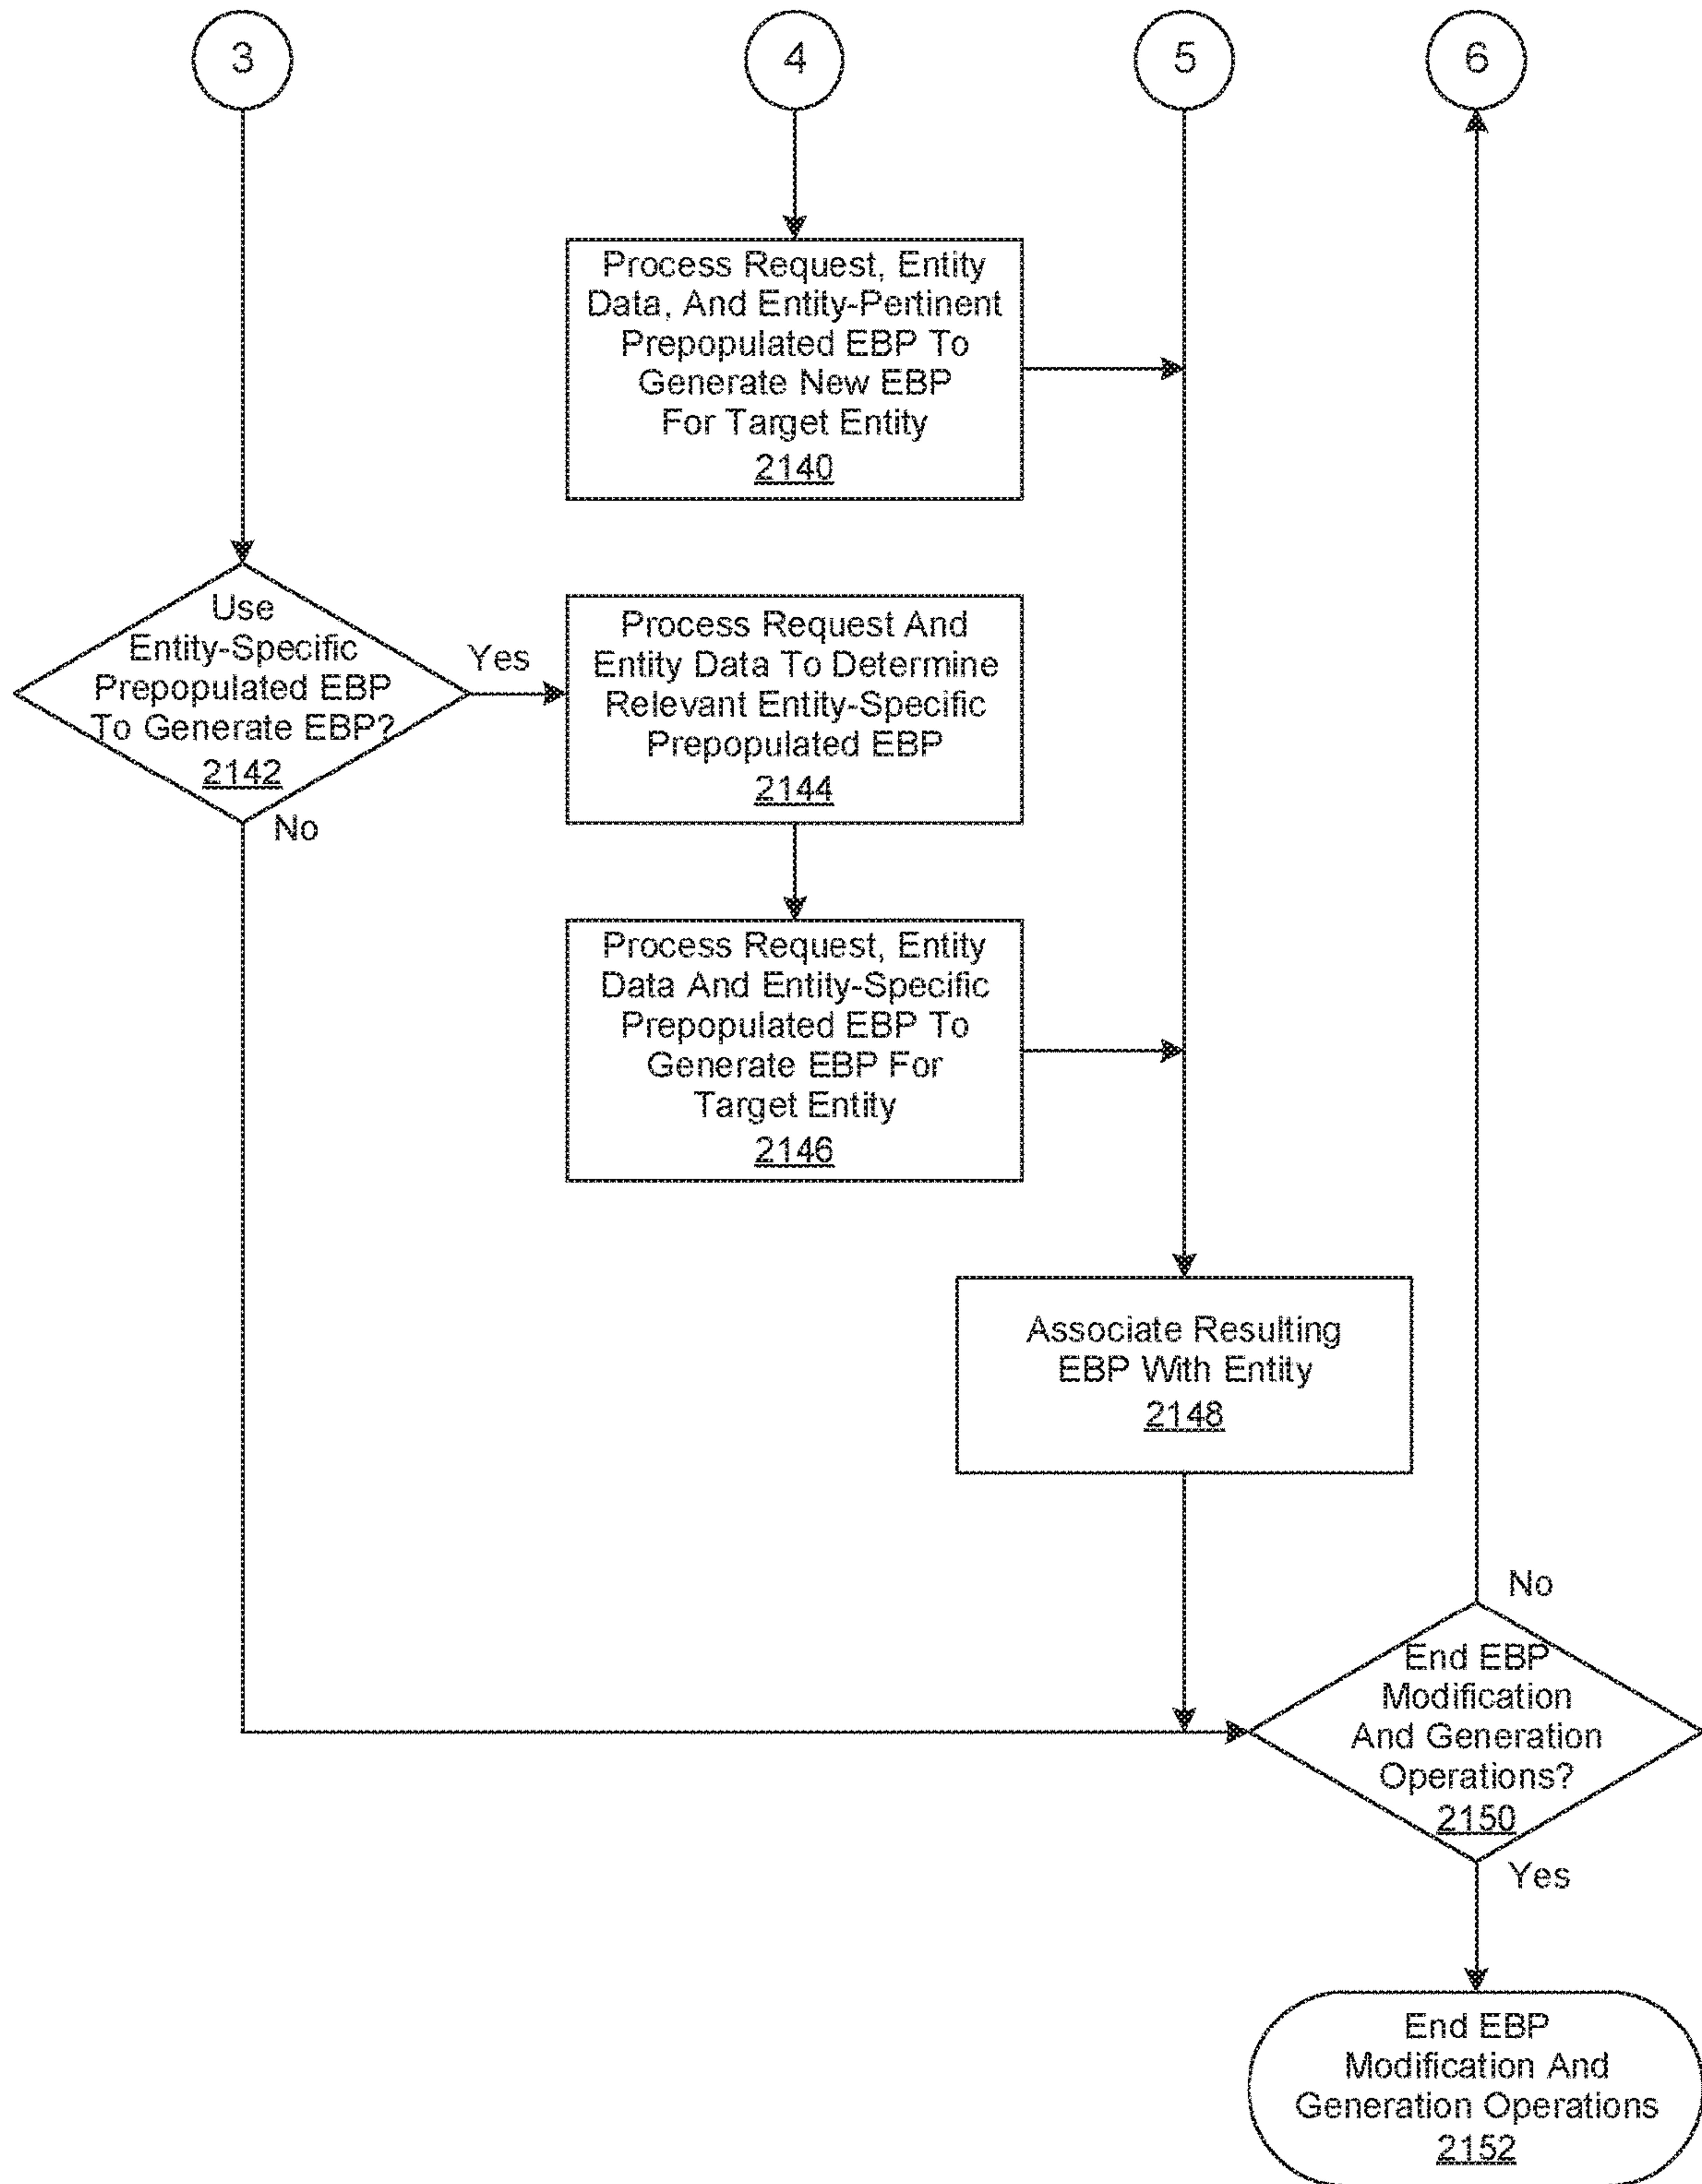 3
4
5
6
Process Request, Entity
Data, And Entity-Pertinent
Prepopulated EBP To
Generate New EBP
For Target Entity
2140
Use
Entity-Specific
Prepopulated EBP
To Generate EBP?
2142
Yes
No
Process Request And
Entity Data To Determine
Relevant Entity-Specific
Prepopulated EBP
2144
Process Request, Entity
Data And Entity-Specific
Prepopulated EBP To
Generate EBP For
Target Entity
2146
Associate Resulting
EBP With Entity
2148
No
End EBP
Modification
And Generation
Operations?
2150
Yes
End EBP
Modification And
Generation Operations
2152